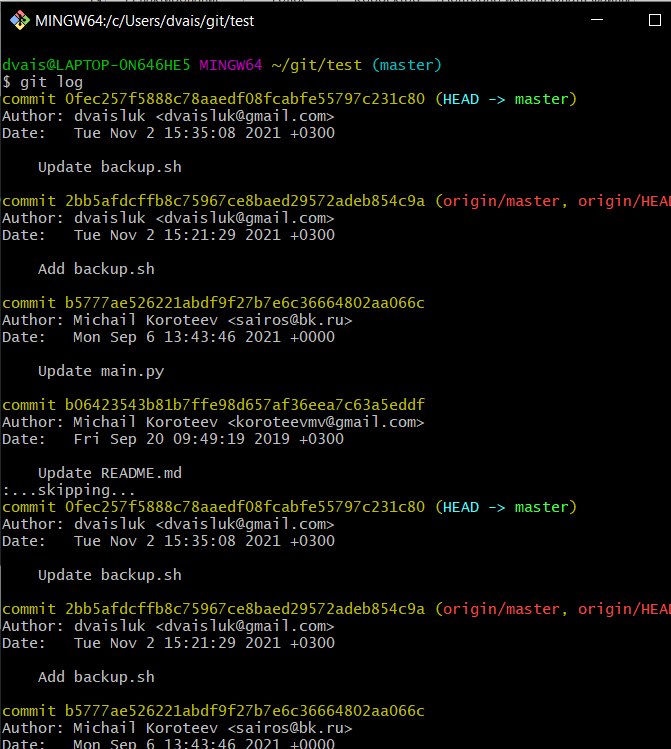 MINGW64:/c/Users/dvais/git/test
dvais@LAPTOP-ON646HE5 MINGW64 ~/git/test (master)
$ git log
commit 0fec257f5888c78aaedf08fcabfe55797c231c80 (HEAD -> master)
Author: dvaisluk <dvaisluk@gmail.com>
Date:   Tue Nov 2 15:35:08 2021 +0300

    Update backup.sh

commit 2bb5afdcffb8c75967ce8baed29572adeb854c9a (origin/master, origin/HEA
Author: dvaisluk <dvaisluk@gmail.com>
Date:   Tue Nov 2 15:21:29 2021 +0300

    Add backup.sh

commit b5777ae526221abdf9f27b7e6c36664802aa066c
Author: Michail Koroteev <sairos@bk.ru>
Date:   Mon Sep 6 13:43:46 2021 +0000

    Update main.py

commit b06423543b81b7ffe98d657af36eea7c63a5eddf
Author: Michail Koroteev <koroteevmv@gmail.com>
Date:   Fri Sep 20 09:49:19 2019 +0300

    Update README.md
:...skipping...
commit 0fec257f5888c78aaedf08fcabfe55797c231c80 (HEAD -> master)
Author: dvaisluk <dvaisluk@gmail.com>
Date:   Tue Nov 2 15:35:08 2021 +0300

    Update backup.sh

commit 2bb5afdcffb8c75967ce8baed29572adeb854c9a (origin/master, origin/HEA
Author: dvaisluk <dvaisluk@gmail.com>
Date:   Tue Nov 2 15:21:29 2021 +0300

    Add backup.sh

commit b5777ae526221abdf9f27b7e6c36664802aa066c
Author: Michail Koroteev <sairos@bk.ru>
Date:   Mon Sep 6 13:43:46 2021 +0000